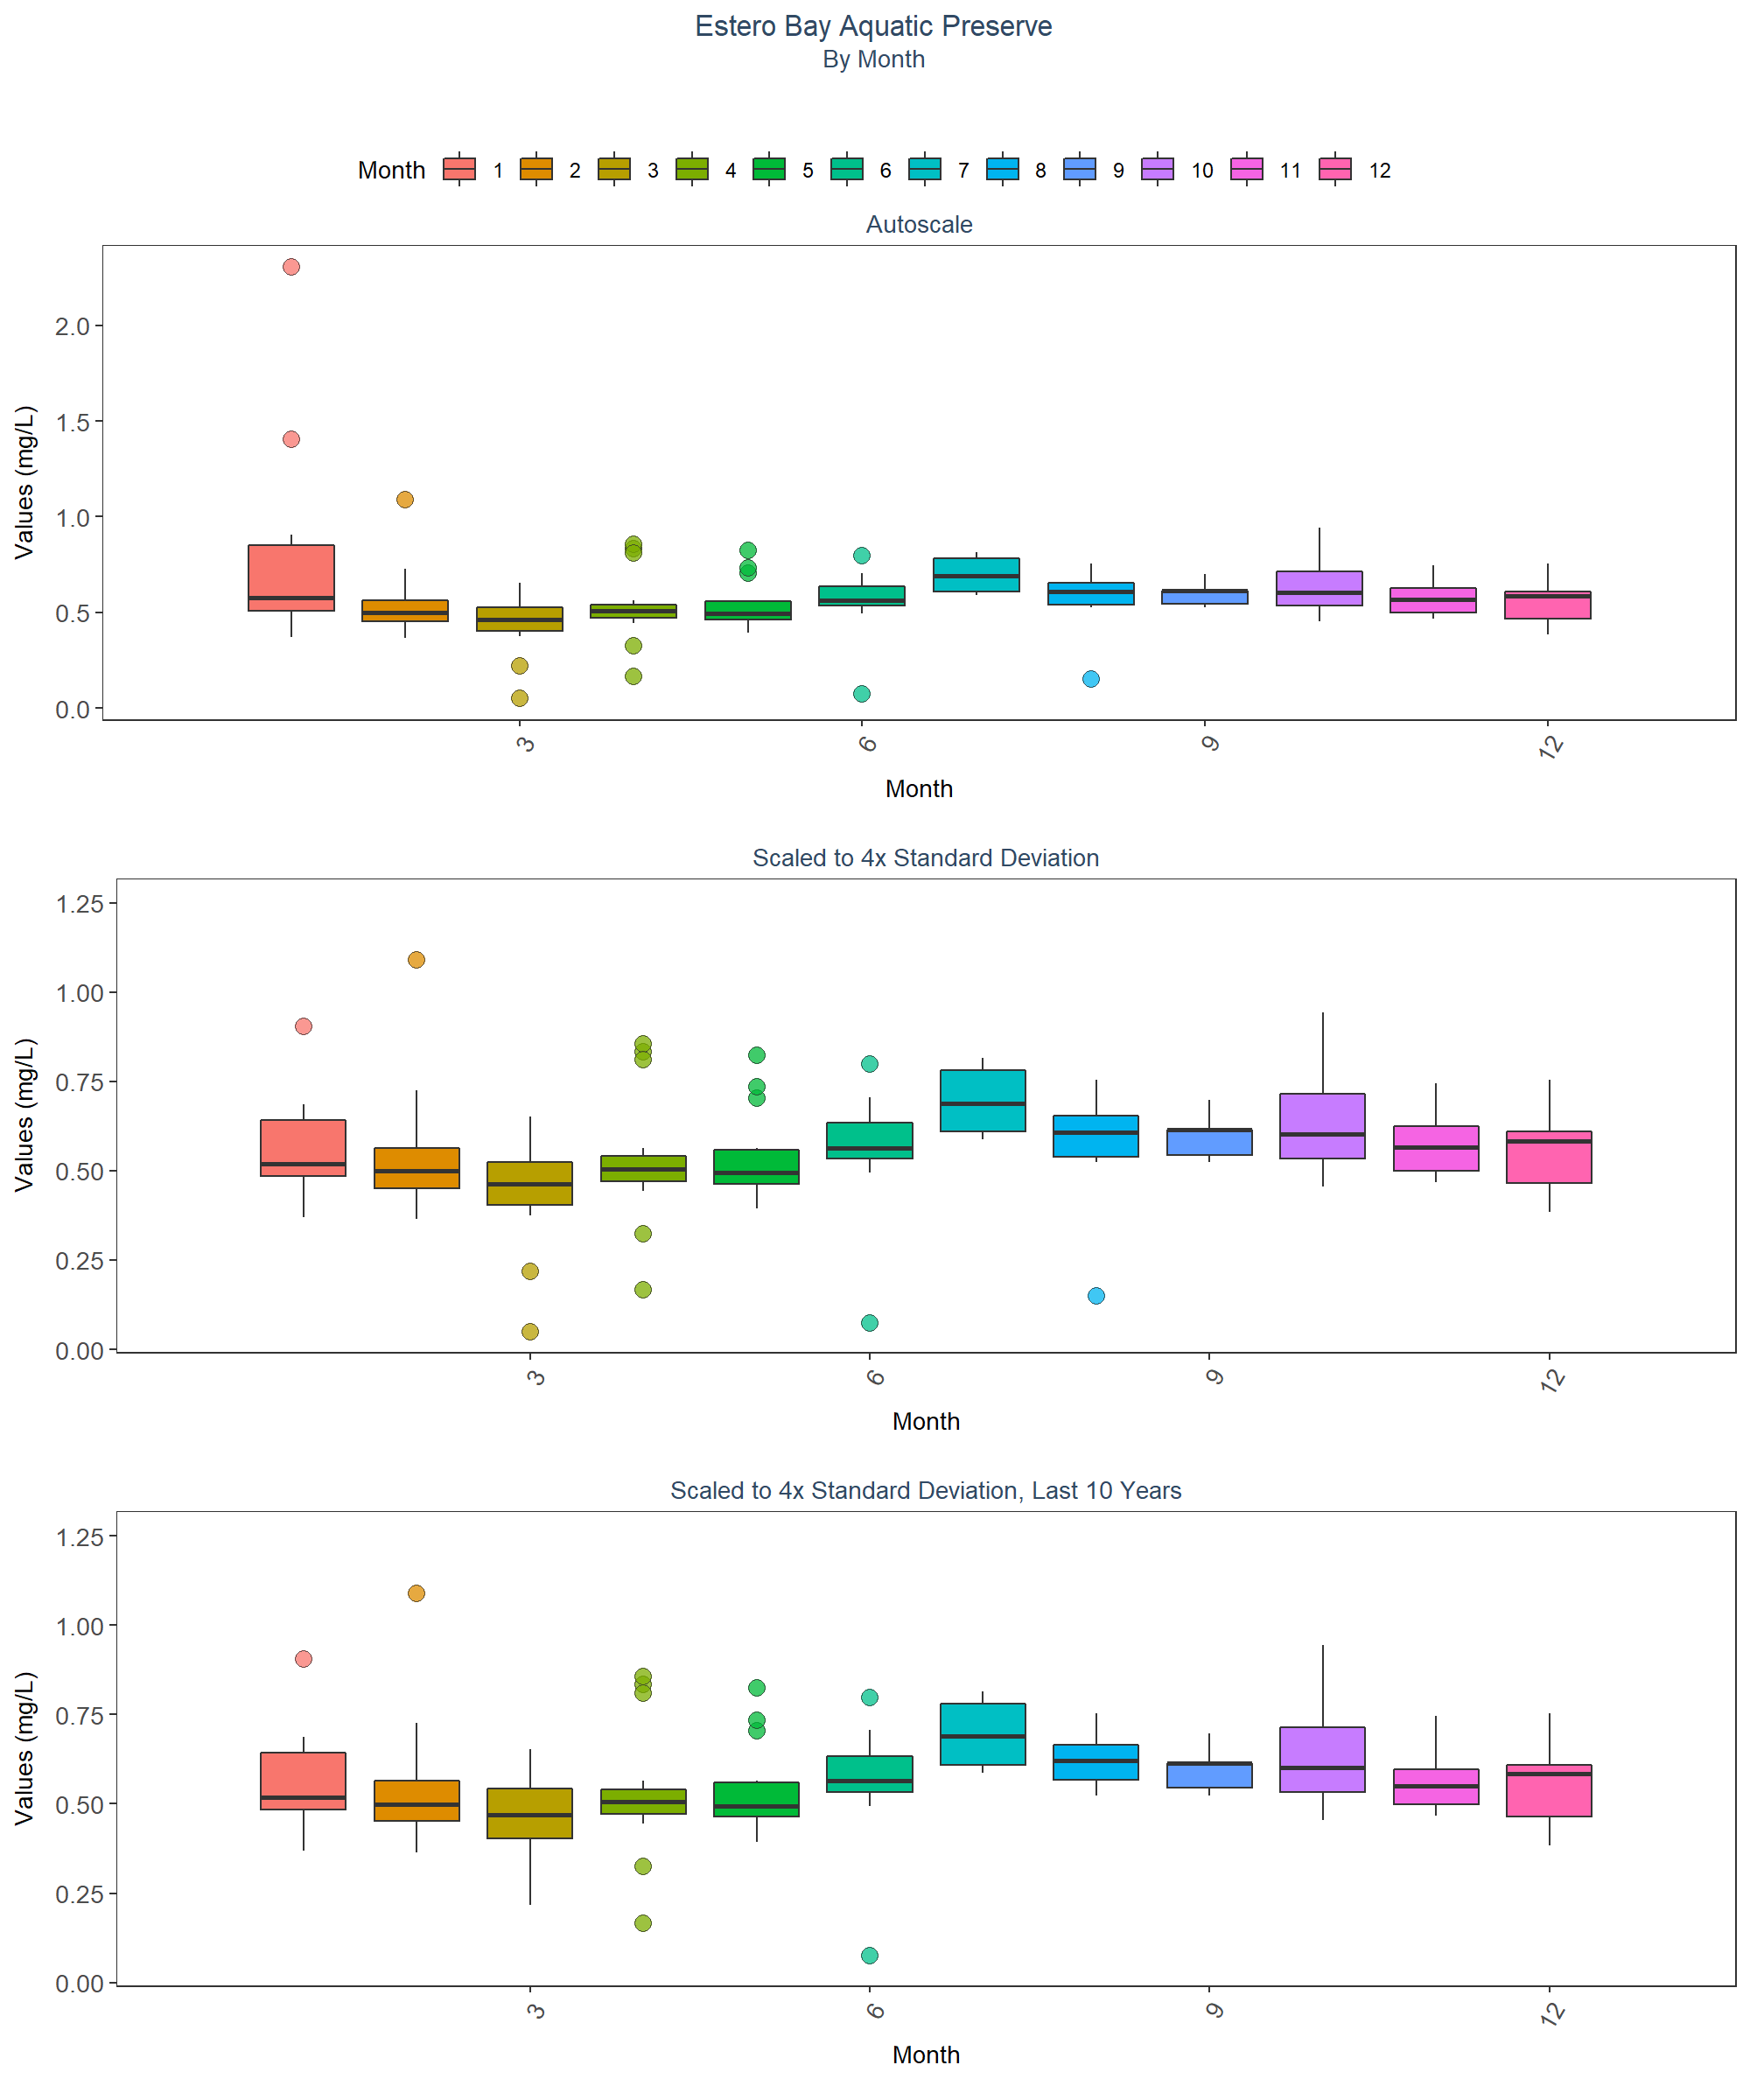 Estero Bay Aquatic Preserve
By Month
Month 1 2 3 4 5 6 7 8 9 10 11 12
Autoscale
Values (mg/L)
2.0
1.5
1.0
0.5
0.0
3 6 9 12
Month
Scaled to 4x Standard Deviation
Values (mg/L)
1.25
1.00
0.75
0.50
0.25
0.00
3 6 9 12
Month
Scaled to 4x Standard Deviation, Last 10 Years
Values (mg/L)
1.25
1.00
0.75
0.50
0.25
0.00
3 6 9 12
Month